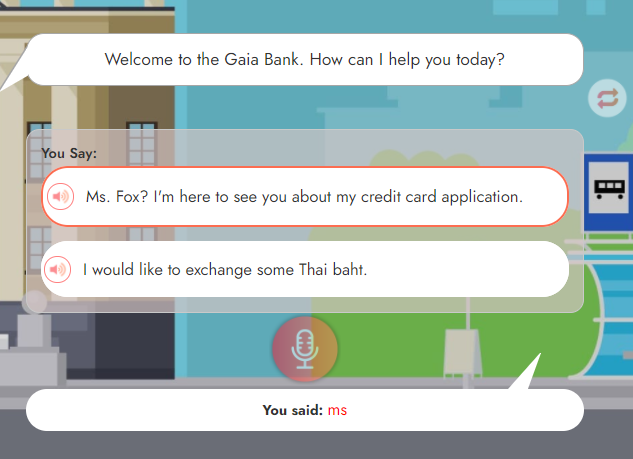 Welcome to the Gaia Bank. How can I help you today?
You Say:
Ms. Fox? I'm here to see you about my credit card application.
I would like to exchange some Thai baht.
You said: ms